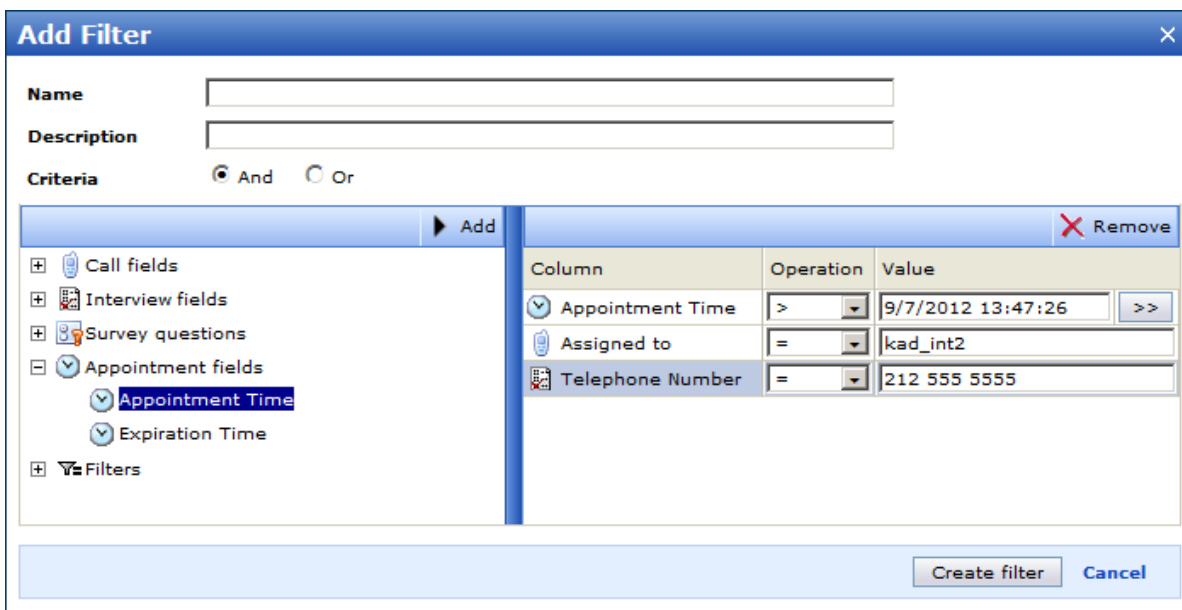 Add Filter
Name
Description
Criteria And Or
Add
Remove
Call fields
Interview fields
Survey questions
Appointment fields
Appointment Time
Expiration Time
Filters
Column Operation Value
Appointment Time > 9/7/2012 13:47:26 >>
Assigned to = kad_int2
Telephone Number = 212 555 5555
Create filter Cancel